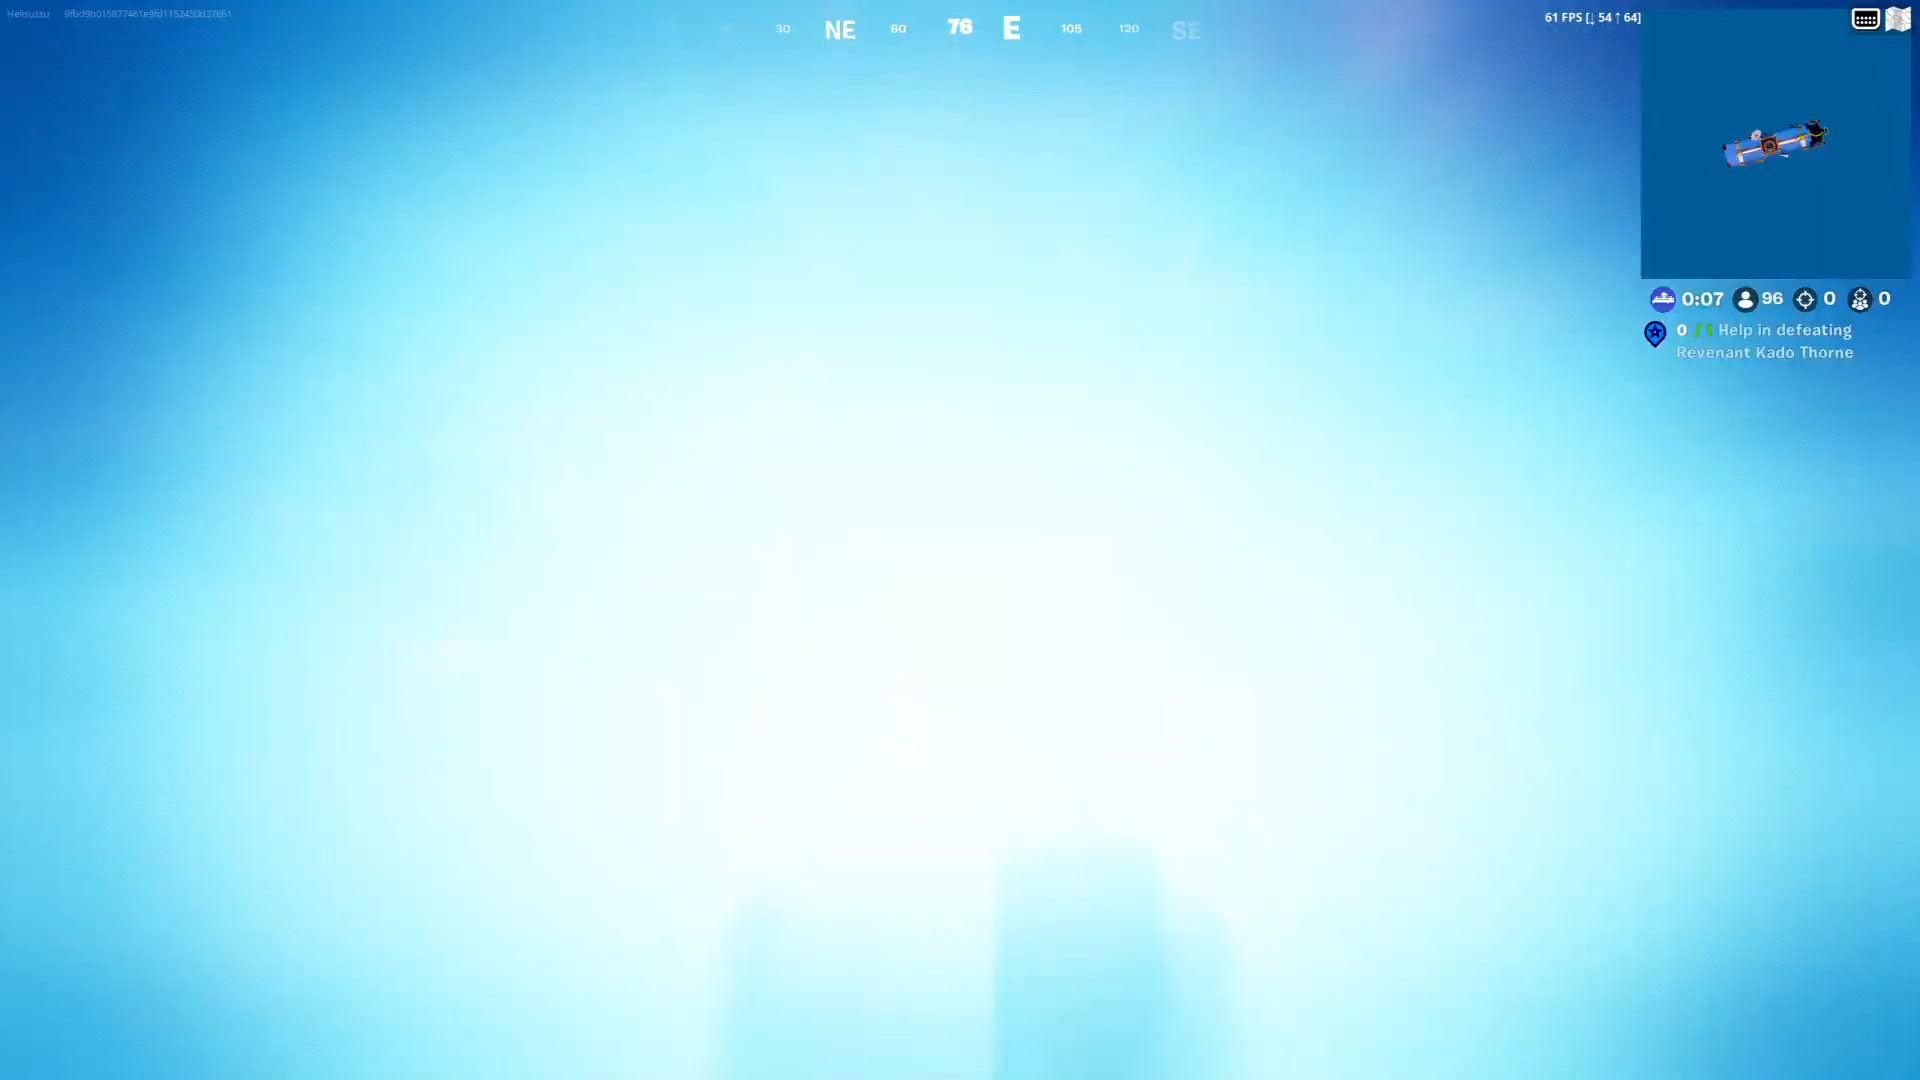 Helisussu
30 NE 60 76 E 105 120 SE
61 FPS [↓ 54 ↑ 64]
0:07 96 0 0
0 / 1 Help in defeating
Revenant Kado Thorne